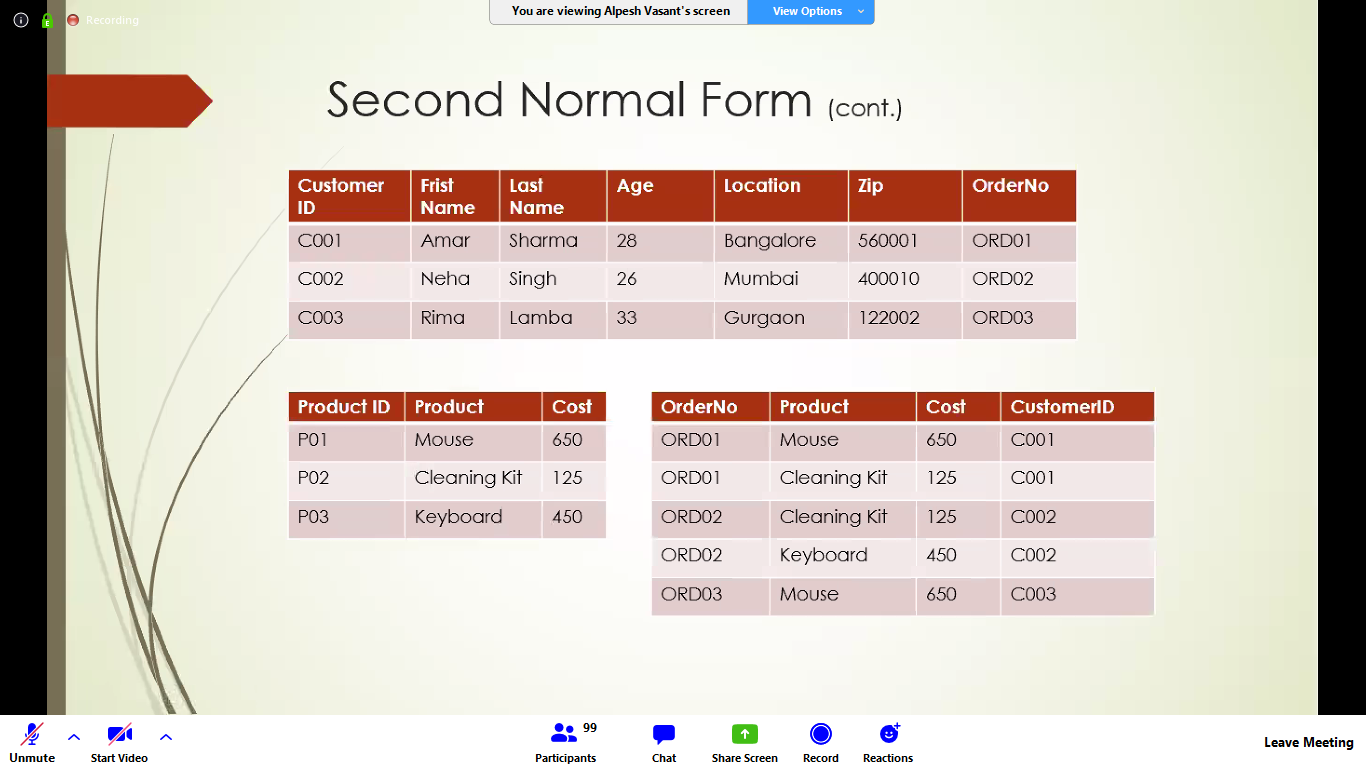 Recording
You are viewing Alpesh Vasant's screen View Options
Second Normal Form (cont.)
Customer ID Frist Name Last Name Age Location Zip OrderNo
C001 Amar Sharma 28 Bangalore 560001 ORD01
C002 Neha Singh 26 Mumbai 400010 ORD02
C003 Rima Lamba 33 Gurgaon 122002 ORD03
Product ID Product Cost
P01 Mouse 650
P02 Cleaning Kit 125
P03 Keyboard 450
OrderNo Product Cost CustomerID
ORD01 Mouse 650 C001
ORD01 Cleaning Kit 125 C001
ORD02 Cleaning Kit 125 C002
ORD02 Keyboard 450 C002
ORD03 Mouse 650 C003
Unmute Start Video Participants 99 Chat Share Screen Record Reactions Leave Meeting